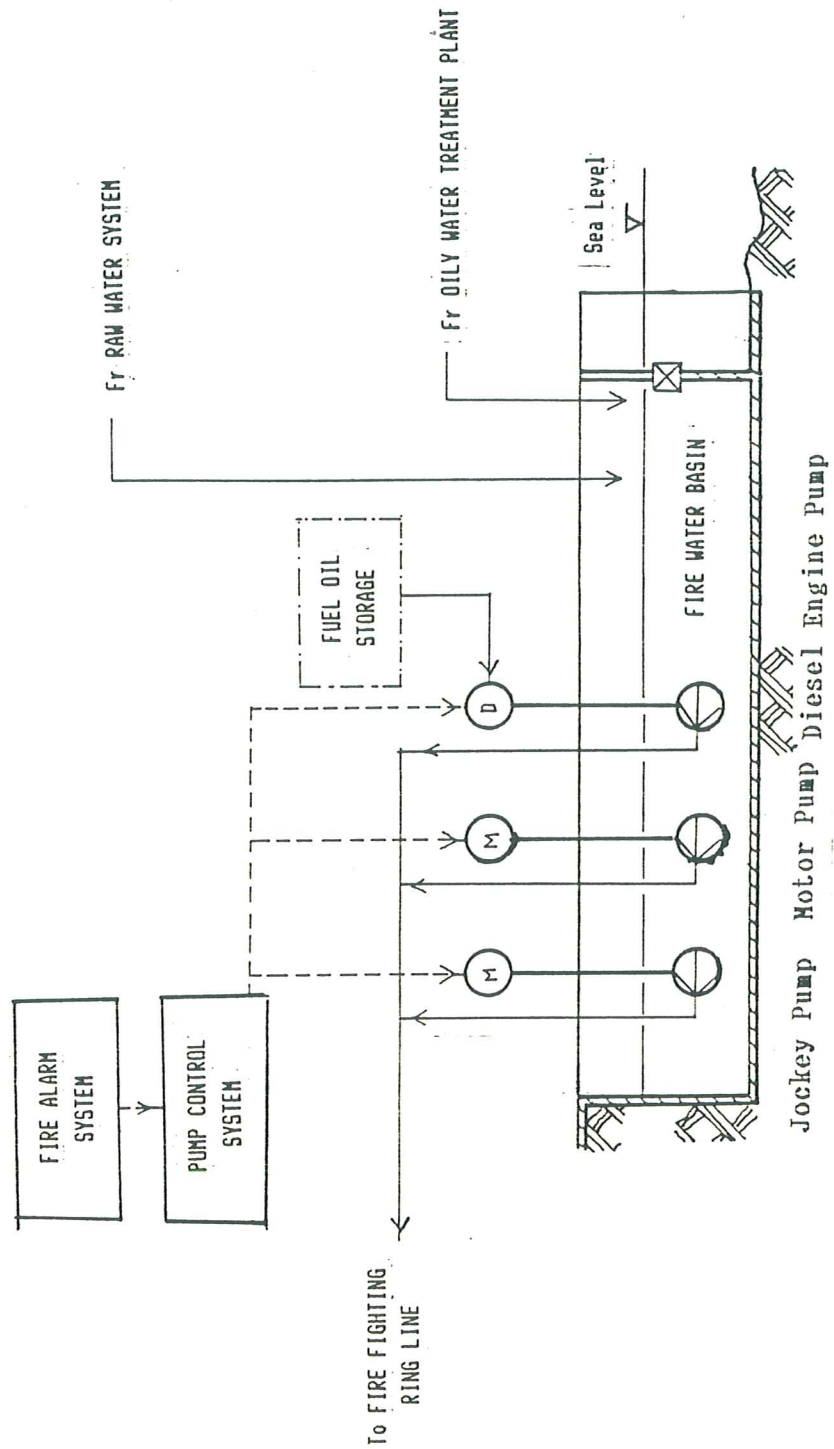 FIRE ALARM
SYSTEM
PUMP CONTROL
SYSTEM
Fr RAW WATER SYSTEM
Fr OILY WATER TREATMENT PLANT
FUEL OIL
STORAGE
To FIRE FIGHTING
RING LINE
M
M
D
Sea Level
FIRE WATER BASIN
Jockey Pump Motor Pump Diesel Engine Pump